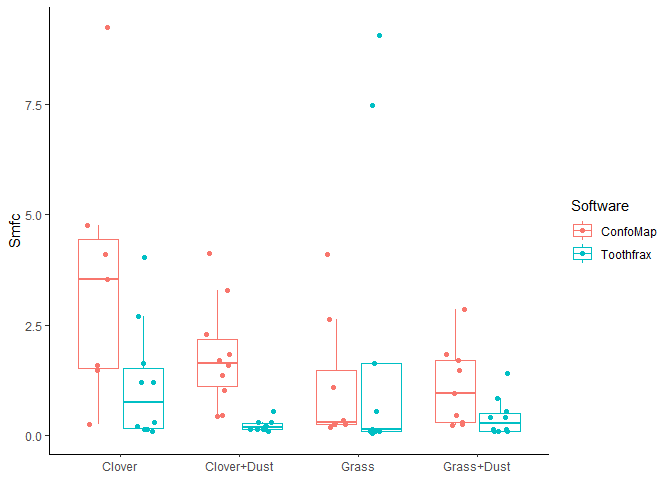 7.5
5.0
2.5
0.0
Smfc
Clover
Clover+Dust
Grass
Grass+Dust
Software
ConfoMap
Toothfrax